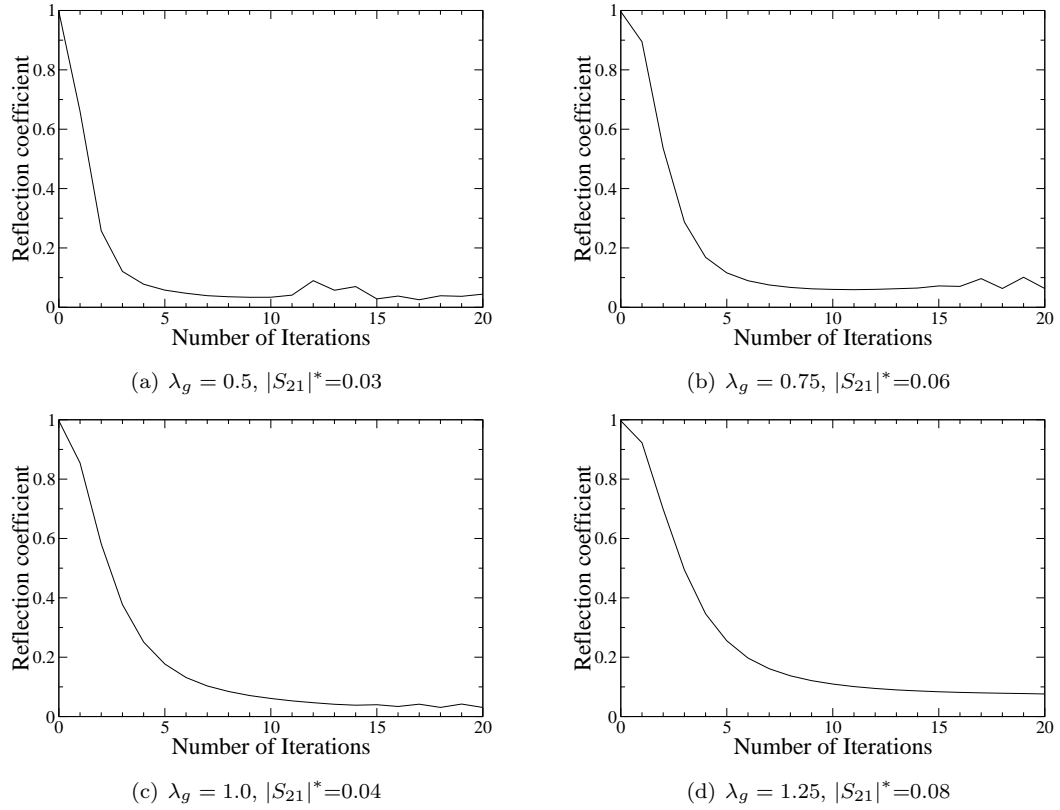 1
0.8
0.6
0.4
0.2
0
Reflection coefficient
0 5 10 15 20
Number of Iterations
(a) λg = 0.5, |S21|*=0.03
1
0.8
0.6
0.4
0.2
0
Reflection coefficient
0 5 10 15 20
Number of Iterations
(b) λg = 0.75, |S21|*=0.06
1
0.8
0.6
0.4
0.2
0
Reflection coefficient
0 5 10 15 20
Number of Iterations
(c) λg = 1.0, |S21|*=0.04
1
0.8
0.6
0.4
0.2
0
Reflection coefficient
0 5 10 15 20
Number of Iterations
(d) λg = 1.25, |S21|*=0.08